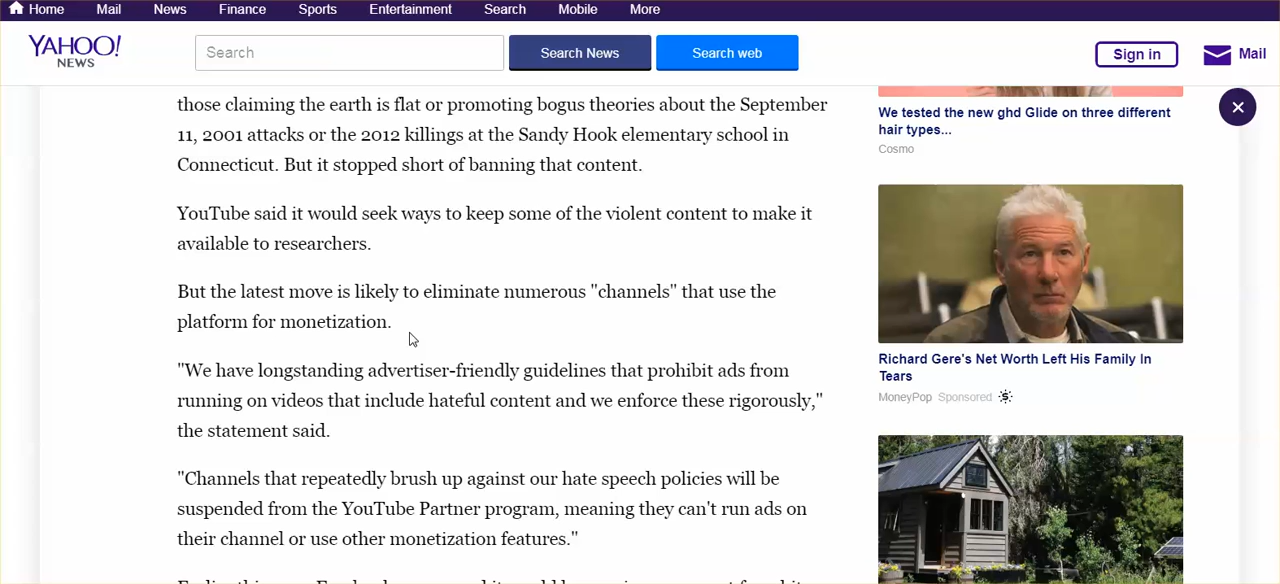 Home Mail News Finance Sports Entertainment Search Mobile More
YAHOO!
NEWS
Search
Search News
Search web
Sign in
Mail
those claiming the earth is flat or promoting bogus theories about the September
11, 2001 attacks or the 2012 killings at the Sandy Hook elementary school in
Connecticut. But it stopped short of banning that content.
YouTube said it would seek ways to keep some of the violent content to make it
available to researchers.
But the latest move is likely to eliminate numerous "channels" that use the
platform for monetization.
"We have longstanding advertiser-friendly guidelines that prohibit ads from
running on videos that include hateful content and we enforce these rigorously,"
the statement said.
"Channels that repeatedly brush up against our hate speech policies will be
suspended from the YouTube Partner program, meaning they can't run ads on
their channel or use other monetization features."
We tested the new ghd Glide on three different
hair types...
Cosmo
Richard Gere's Net Worth Left His Family In
Tears
MoneyPop Sponsored